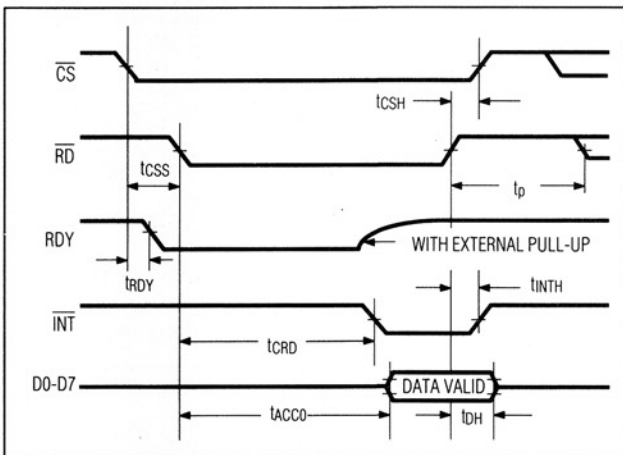 CS
tCSH
RD
tCSS
tp
RDY
WITH EXTERNAL PULL-UP
tRDY
tINTH
INT
tCRD
D0-D7
DATA VALID
tACC0
tDH